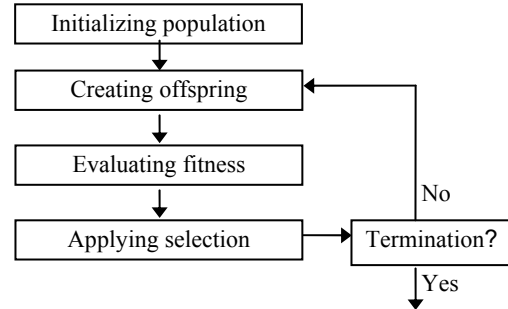 Initializing population
Creating offspring
Evaluating fitness
Applying selection
Termination?
No
Yes